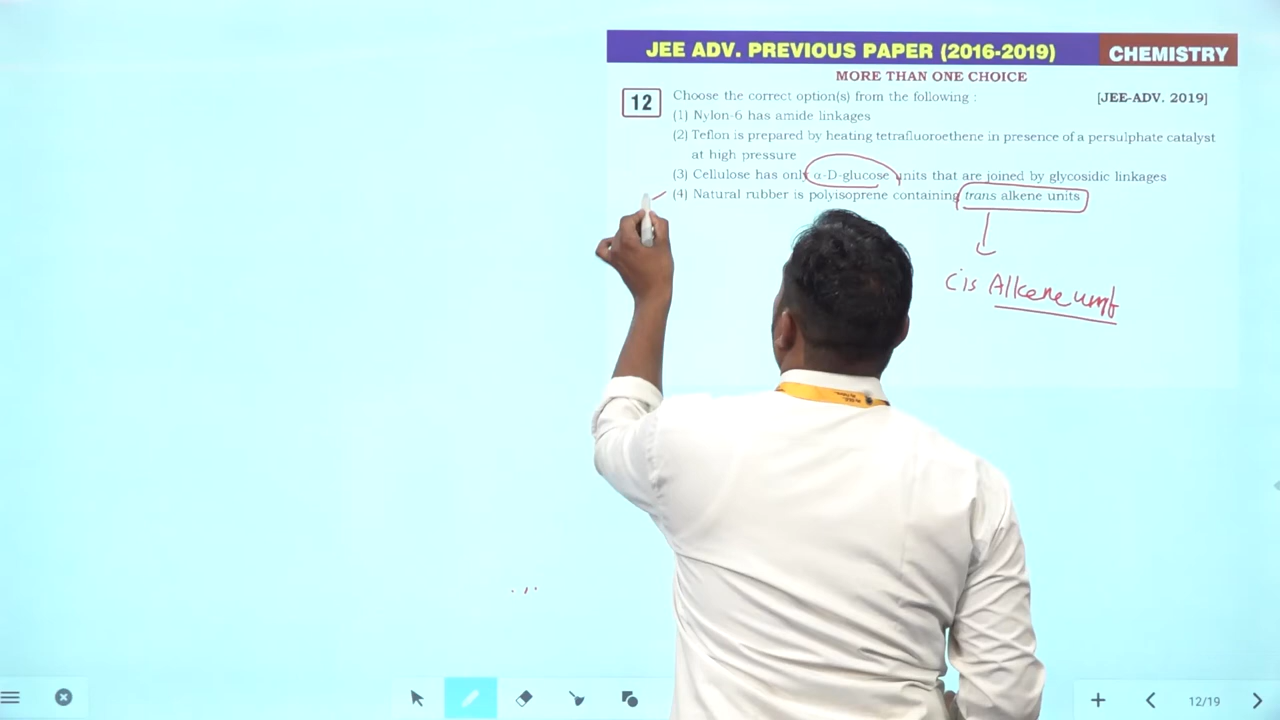 JEE ADV. PREVIOUS PAPER (2016-2019) CHEMISTRY
MORE THAN ONE CHOICE
12 Choose the correct option(s) from the following : [JEE-ADV. 2019]
(1) Nylon-6 has amide linkages
(2) Teflon is prepared by heating tetrafluoroethene in presence of a persulphate catalyst
at high pressure
(3) Cellulose has only α-D-glucose units that are joined by glycosidic linkages
(4) Natural rubber is polyisoprene containing trans alkene units
cis Alkene unit
12/19